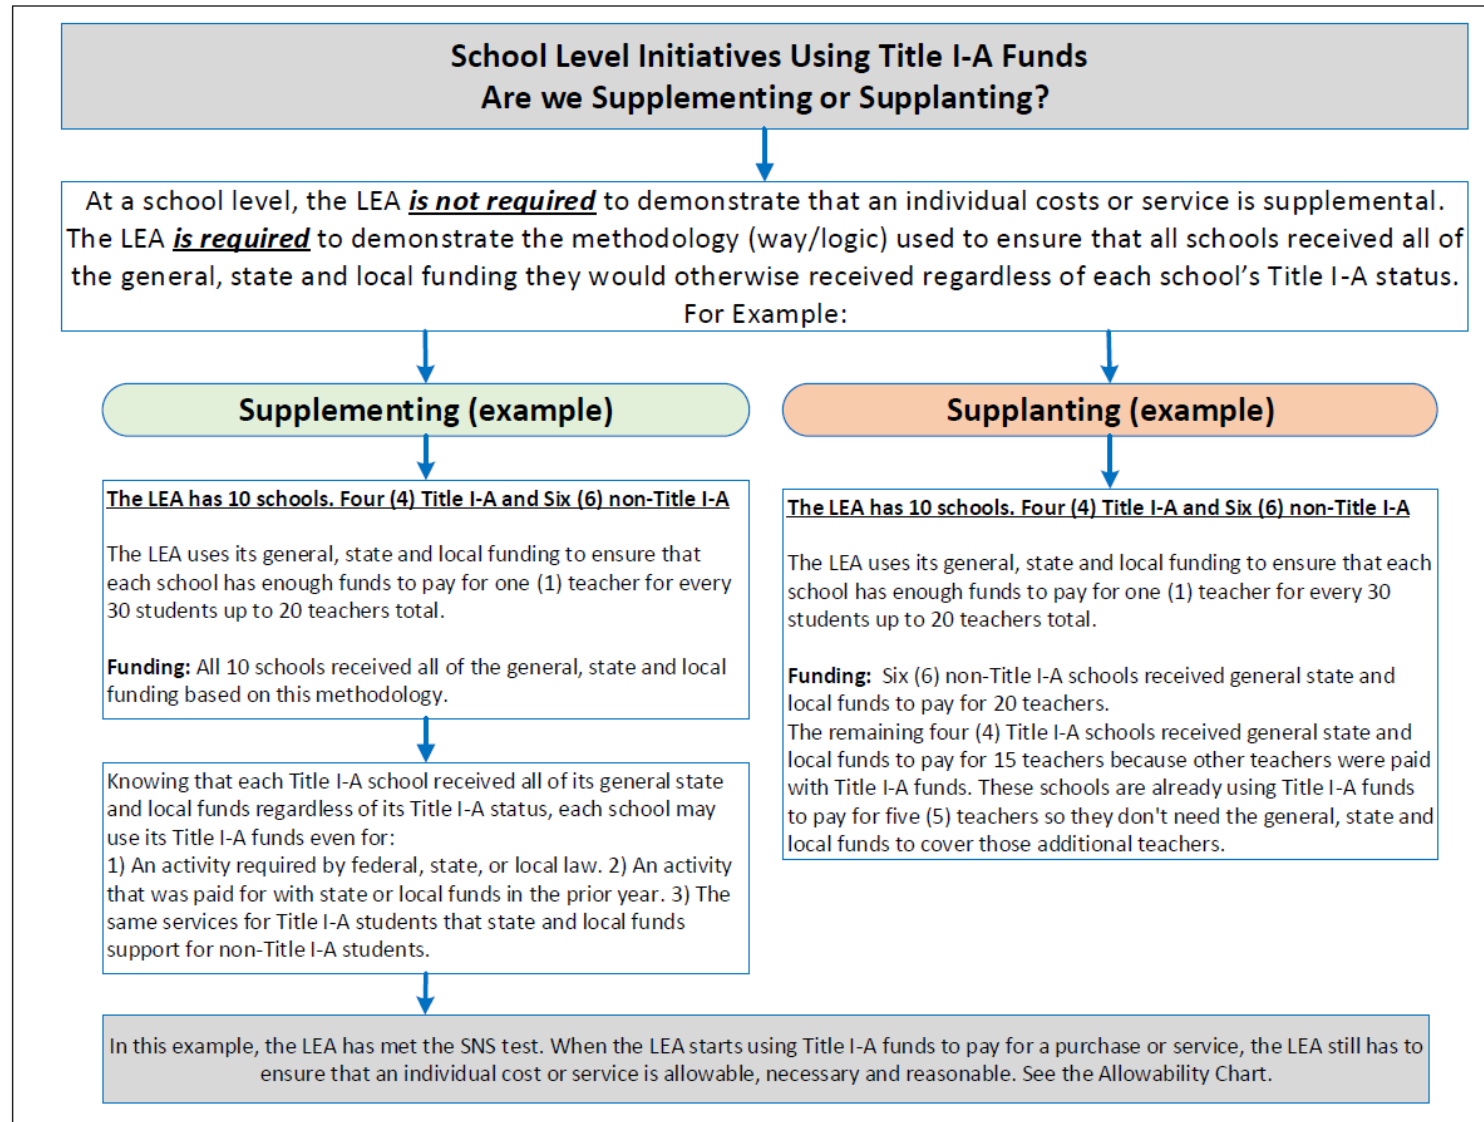 School Level Initiatives Using Title I-A Funds
Are we Supplementing or Supplanting?
At a school level, the LEA is not required to demonstrate that an individual costs or service is supplemental.
The LEA is required to demonstrate the methodology (way/logic) used to ensure that all schools received all of
the general, state and local funding they would otherwise received regardless of each school's Title I-A status.
For Example:
Supplementing (example)
The LEA has 10 schools. Four (4) Title I-A and Six (6) non-Title I-A
The LEA uses its general, state and local funding to ensure that
each school has enough funds to pay for one (1) teacher for every
30 students up to 20 teachers total.
Funding: All 10 schools received all of the general, state and local
funding based on this methodology.
Knowing that each Title I-A school received all of its general state
and local funds regardless of its Title I-A status, each school may
use its Title I-A funds even for:
1) An activity required by federal, state, or local law. 2) An activity
that was paid for with state or local funds in the prior year. 3) The
same services for Title I-A students that state and local funds
support for non-Title I-A students.
Supplanting (example)
The LEA has 10 schools. Four (4) Title I-A and Six (6) non-Title I-A
The LEA uses its general, state and local funding to ensure that each
school has enough funds to pay for one (1) teacher for every 30
students up to 20 teachers total.
Funding: Six (6) non-Title I-A schools received general state and
local funds to pay for 20 teachers.
The remaining four (4) Title I-A schools received general state and
local funds to pay for 15 teachers because other teachers were paid
with Title I-A funds. These schools are already using Title I-A funds
to pay for five (5) teachers so they don't need the general, state and
local funds to cover those additional teachers.
In this example, the LEA has met the SNS test. When the LEA starts using Title I-A funds to pay for a purchase or service, the LEA still has to
ensure that an individual cost or service is allowable, necessary and reasonable. See the Allowability Chart.